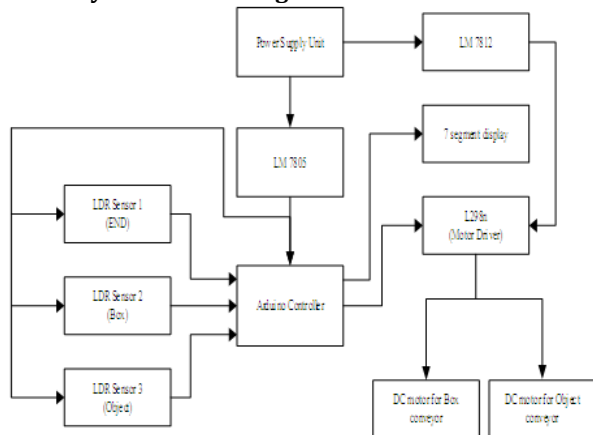 Power Supply Unit
LM 7812
7 segment display
LM 7805
LDR Sensor 1
(END)
L298n
(Motor Driver)
LDR Sensor 2
(Box)
Arduino Controller
LDR Sensor 3
(Object)
DC motor for Box
conveyor
DC motor for Object
conveyor